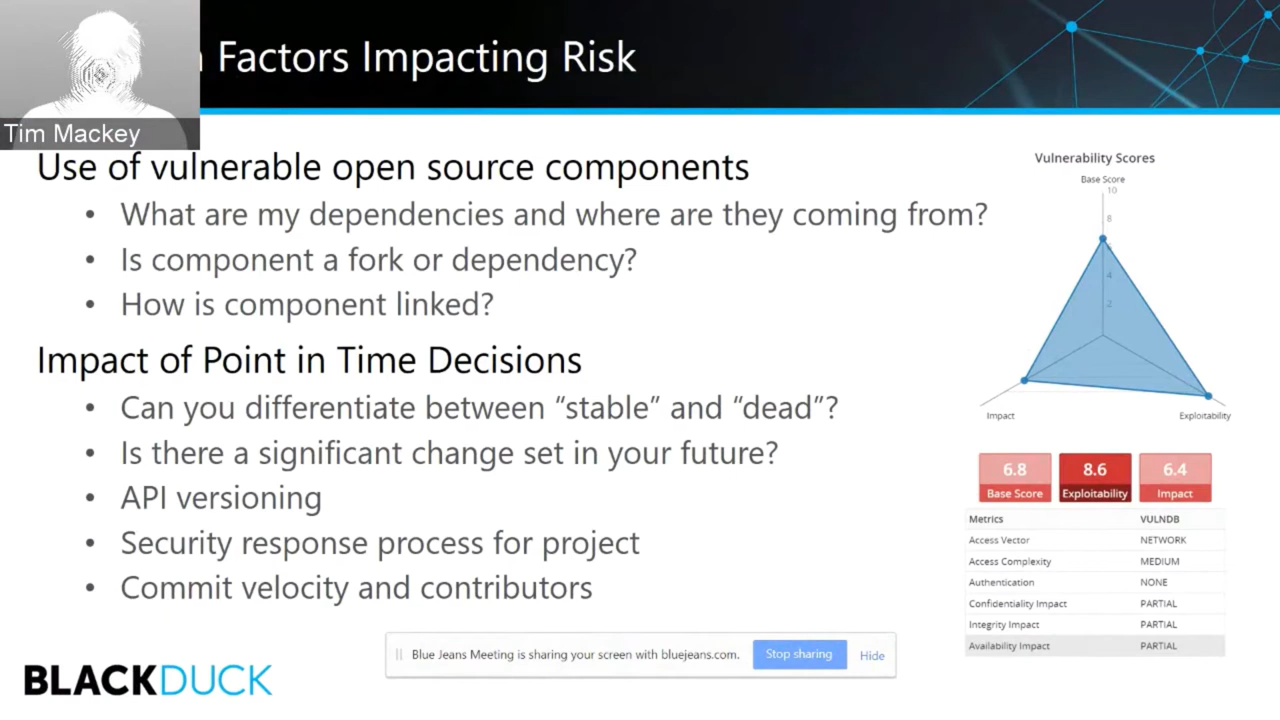 Factors Impacting Risk
Tim Mackey
Use of vulnerable open source components
• What are my dependencies and where are they coming from?
• Is component a fork or dependency?
• How is component linked?
Impact of Point in Time Decisions
• Can you differentiate between “stable” and “dead”?
• Is there a significant change set in your future?
• API versioning
• Security response process for project
• Commit velocity and contributors
Vulnerability Scores
Base Score
10
8
4
2
Impact
Exploitability
6.8 8.6 6.4
Base Score Exploitability Impact
Metrics VULNDB
Access Vector NETWORK
Access Complexity MEDIUM
Authentication NONE
Confidentiality Impact PARTIAL
Integrity Impact PARTIAL
Availability Impact PARTIAL
Blue Jeans Meeting is sharing your screen with bluejeans.com. Stop sharing Hide
BLACKDUCK